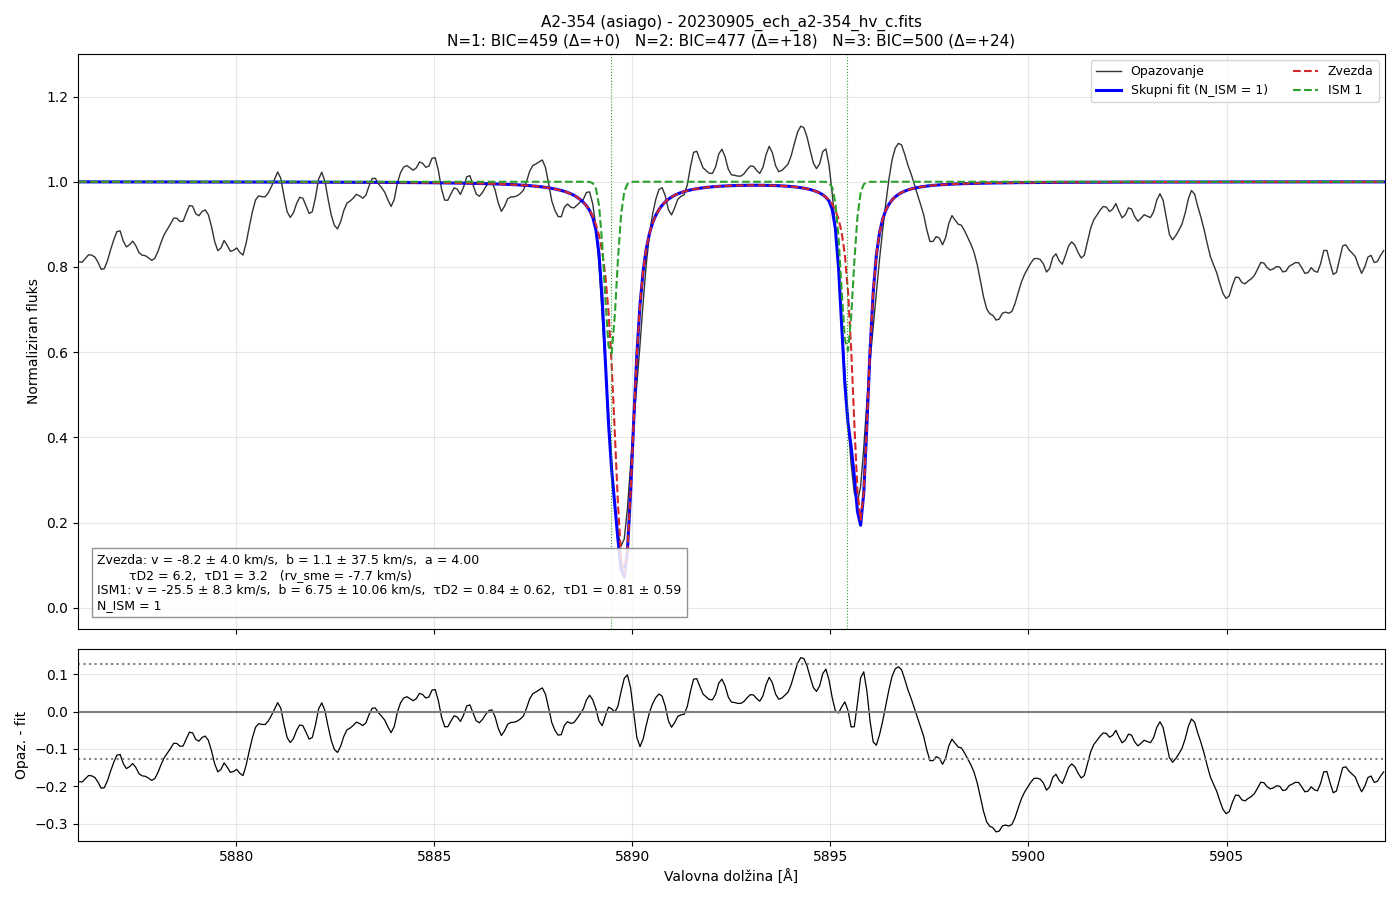 A2-354 (asiago) - 20230905_ech_a2-354_hv_c.fits
N=1: BIC=459 (Δ=+0)   N=2: BIC=477 (Δ=+18)   N=3: BIC=500 (Δ=+24)
Opazovanje
Skupni fit (N_ISM = 1)
Zvezda
ISM 1
Normaliziran fluks
1.2
1.0
0.8
0.6
0.4
0.2
0.0
Zvezda: v = -8.2 ± 4.0 km/s,  b = 1.1 ± 37.5 km/s,  a = 4.00
τD2 = 6.2,  τD1 = 3.2   (rv_sme = -7.7 km/s)
ISM1: v = -25.5 ± 8.3 km/s,  b = 6.75 ± 10.06 km/s,  τD2 = 0.84 ± 0.62,  τD1 = 0.81 ± 0.59
N_ISM = 1
Opaz. - fit
0.1
0.0
−0.1
−0.2
−0.3
5880
5885
5890
5895
5900
5905
Valovna dolžina [Å]